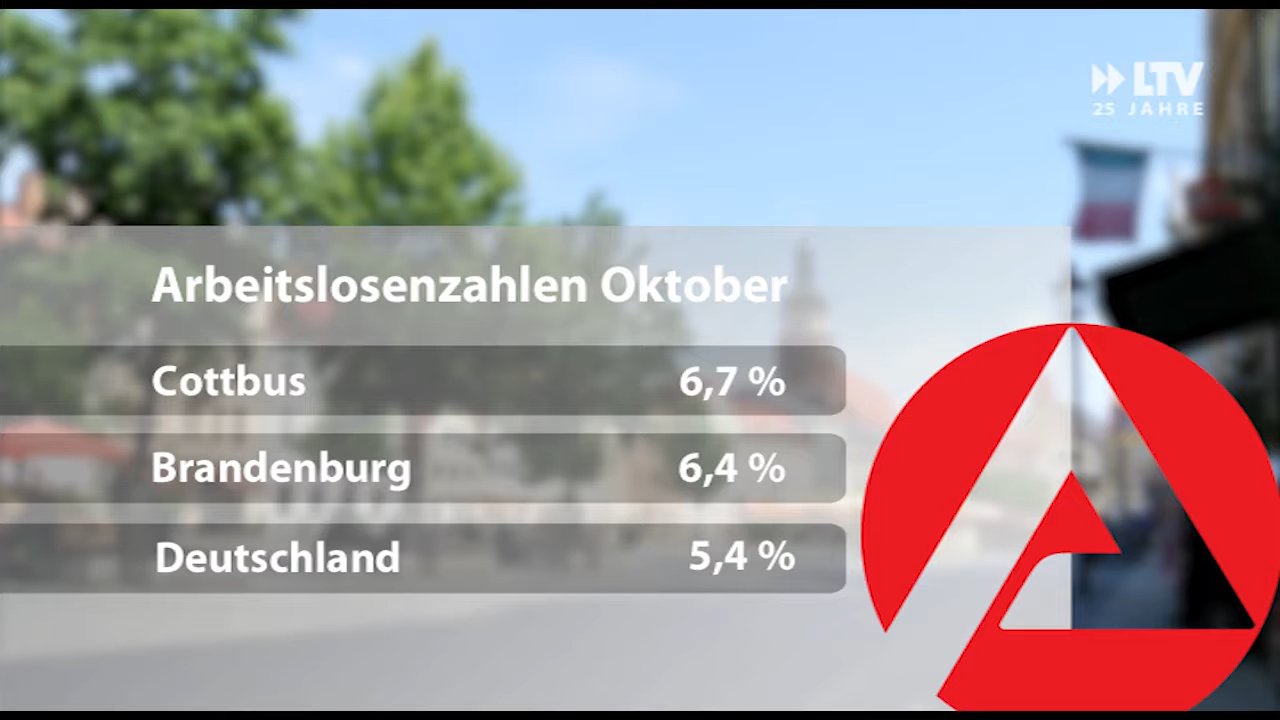 LTV
25 JAHRE
Arbeitslosenzahlen Oktober
Cottbus 6,7 %
Brandenburg 6,4 %
Deutschland 5,4 %